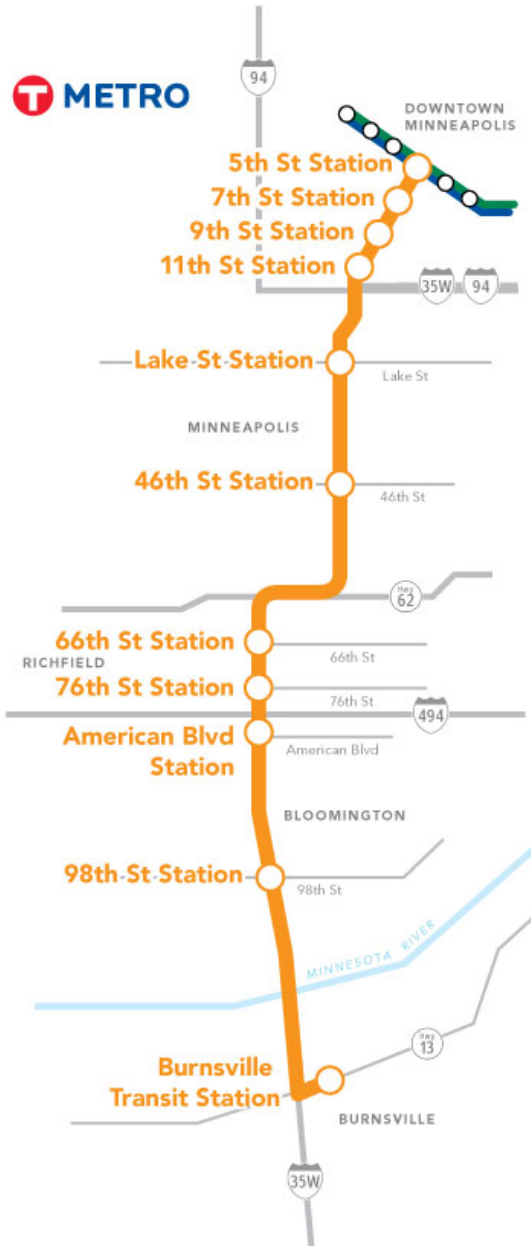 94
T METRO
DOWNTOWN
MINNEAPOLIS
5th St Station
7th St Station
9th St Station
11th St Station
35W 94
Lake St Station
Lake St
MINNEAPOLIS
46th St Station
46th St
Hwy
62
66th St Station
66th St
RICHFIELD
76th St Station
76th St
494
American Blvd
Station
American Blvd
BLOOMINGTON
98th St Station
98th St
MINNESOTA RIVER
Hwy
13
Burnsville
Transit Station
BURNSVILLE
35W